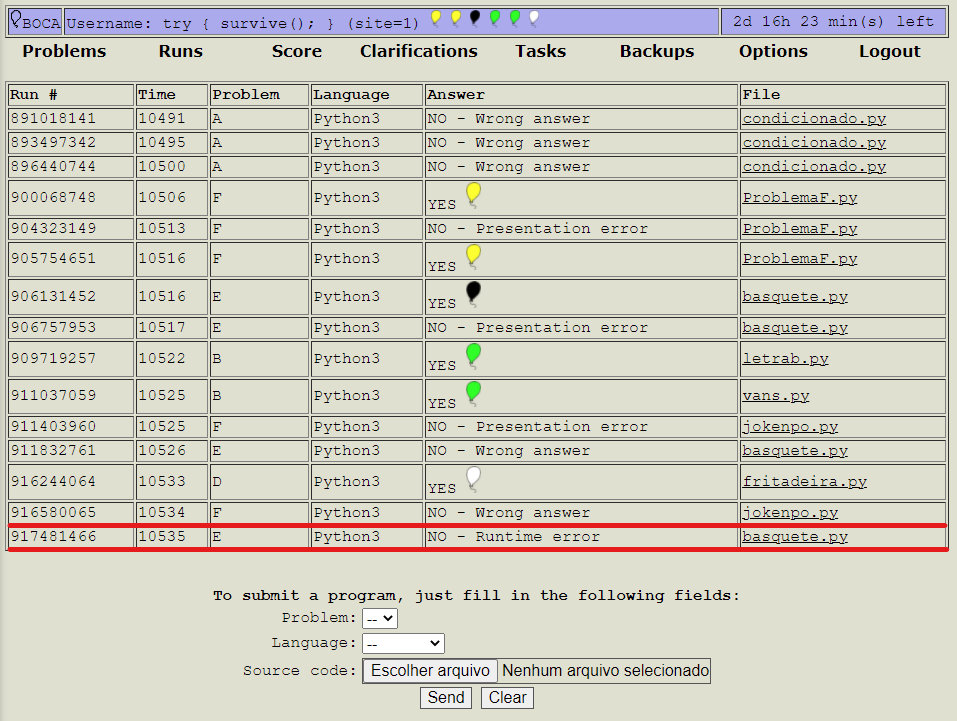 BOCA Username: try { survive(); } (site=1) 2d 16h 23 min(s) left
Problems Runs Score Clarifications Tasks Backups Options Logout
Run # Time Problem Language Answer File
891018141 10491 A Python3 NO - Wrong answer condicionado.py
893497342 10495 A Python3 NO - Wrong answer condicionado.py
896440744 10500 A Python3 NO - Wrong answer condicionado.py
900068748 10506 F Python3 YES ProblemaF.py
904323149 10513 F Python3 NO - Presentation error ProblemaF.py
905754651 10516 F Python3 YES ProblemaF.py
906131452 10516 E Python3 YES basquete.py
906757953 10517 E Python3 NO - Presentation error basquete.py
909719257 10522 B Python3 YES letrab.py
911037059 10525 B Python3 YES vans.py
911403960 10525 F Python3 NO - Presentation error jokenpo.py
911832761 10526 E Python3 NO - Wrong answer basquete.py
916244064 10533 D Python3 YES fritadeira.py
916580065 10534 F Python3 NO - Wrong answer jokenpo.py
917481466 10535 E Python3 NO - Runtime error basquete.py
To submit a program, just fill in the following fields:
Problem: --
Language: --
Source code: Escolher arquivo Nenhum arquivo selecionado
Send Clear